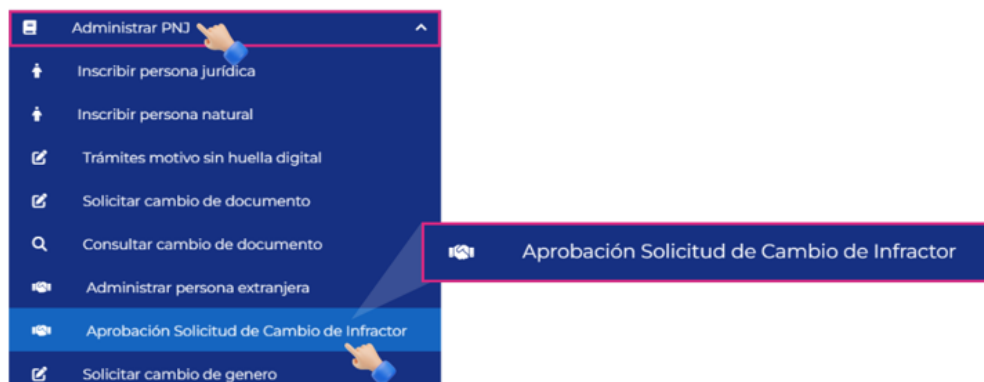 Administrar PNJ
Inscribir persona jurídica
Inscribir persona natural
Trámites motivo sin huella digital
Solicitar cambio de documento
Consultar cambio de documento
Administrar persona extranjera
Aprobación Solicitud de Cambio de Infractor
Solicitar cambio de genero
Aprobación Solicitud de Cambio de Infractor